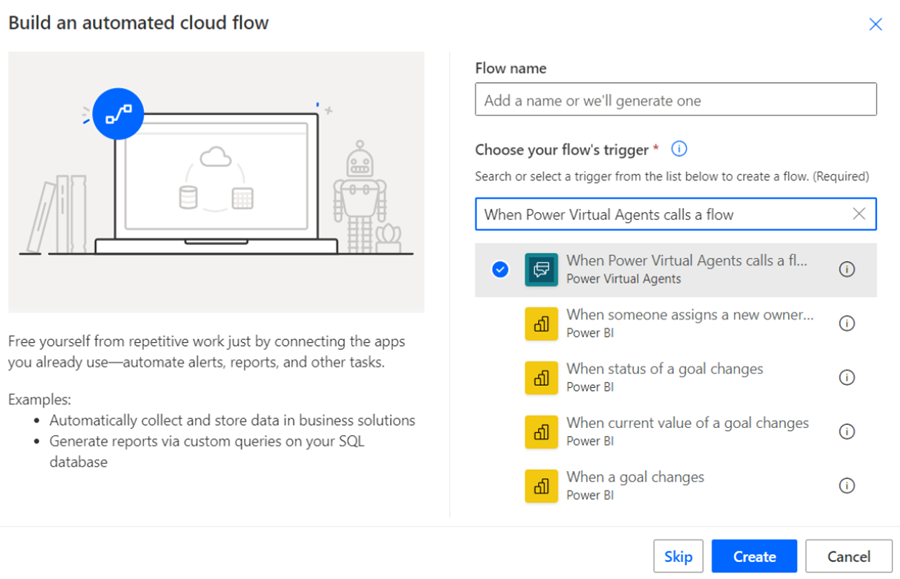 Build an automated cloud flow
Free yourself from repetitive work just by connecting the apps
you already use—automate alerts, reports, and other tasks.
Examples:
• Automatically collect and store data in business solutions
• Generate reports via custom queries on your SQL
database
Flow name
Add a name or we'll generate one
Choose your flow's trigger *
Search or select a trigger from the list below to create a flow. (Required)
When Power Virtual Agents calls a flow
When Power Virtual Agents calls a fl...
Power Virtual Agents
When someone assigns a new owner...
Power BI
When status of a goal changes
Power BI
When current value of a goal changes
Power BI
When a goal changes
Power BI
Skip
Create
Cancel